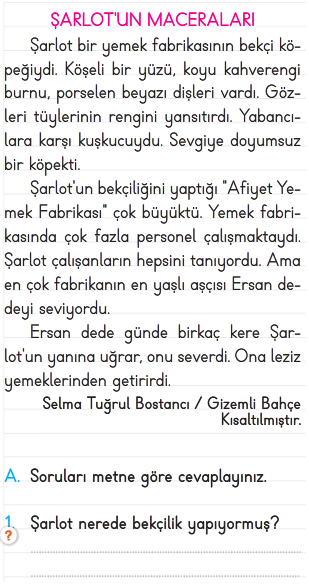 ŞARLOT'UN MACERALARI
Şarlot bir yemek fabrikasının bekçi kö-
peğiydi. Köşeli bir yüzü, koyu kahverengi
burnu, porselen beyazı dişleri vardı. Göz-
leri tüylerinin rengini yansıtırdı. Yabancı-
lara karşı kuşkucuydu. Sevgiye doyumsuz
bir köpekti.
Şarlot'un bekçiliğini yaptığı "Afiyet Ye-
mek Fabrikası" çok büyüktü. Yemek fabri-
kasında çok fazla personel çalışmaktaydı.
Şarlot çalışanların hepsini tanıyordu. Ama
en çok fabrikanın en yaşlı aşçısı Ersan de-
deyi seviyordu.
Ersan dede günde birkaç kere Şar-
lot'un yanına uğrar, onu severdi. Ona leziz
yemeklerinden getirirdi.
Selma Tuğrul Bostancı / Gizemli Bahçe
Kısaltılmıştır.
A. Soruları metne göre cevaplayınız.
1. Şarlot nerede bekçilik yapıyormuş?
?